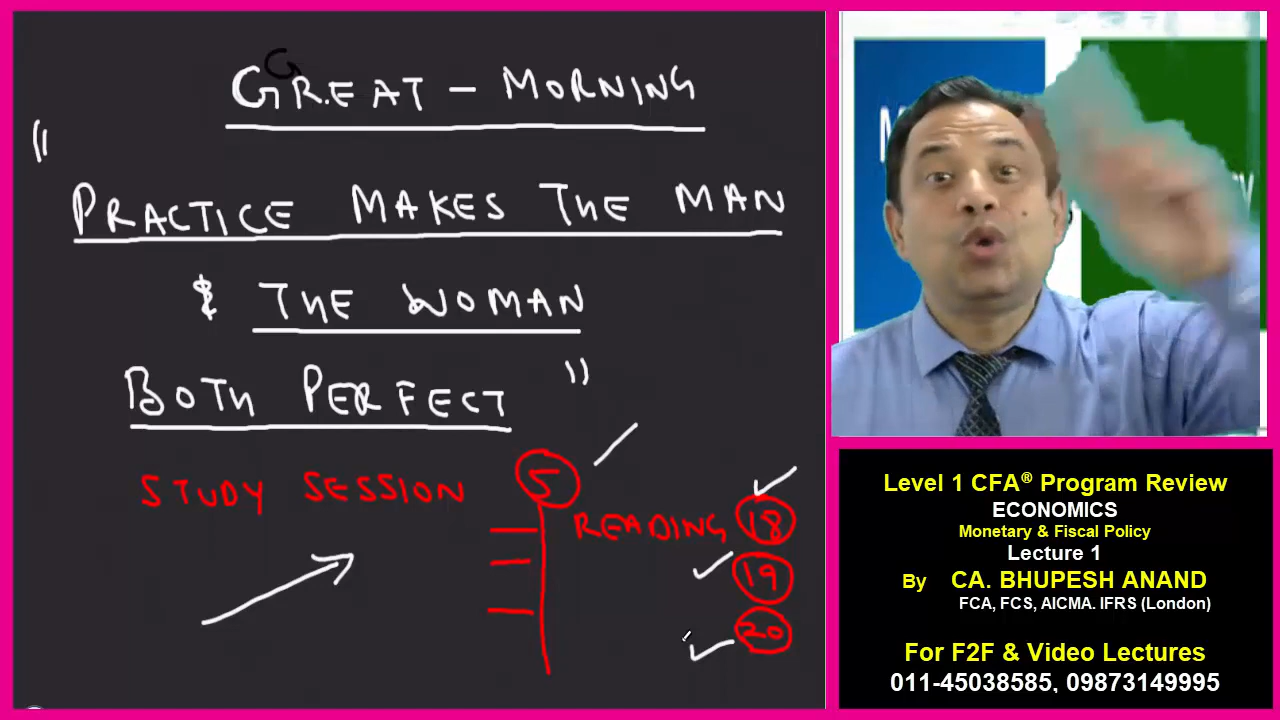 GREAT - MORNING
"
PRACTICE MAKES THE MAN
& THE WOMAN
BOTH PERFECT "
STUDY SESSION 5
READING 18
19
20
Level 1 CFA® Program Review
ECONOMICS
Monetary & Fiscal Policy
Lecture 1
By CA. BHUPESH ANAND
FCA, FCS, AICMA. IFRS (London)
For F2F & Video Lectures
011-45038585, 09873149995